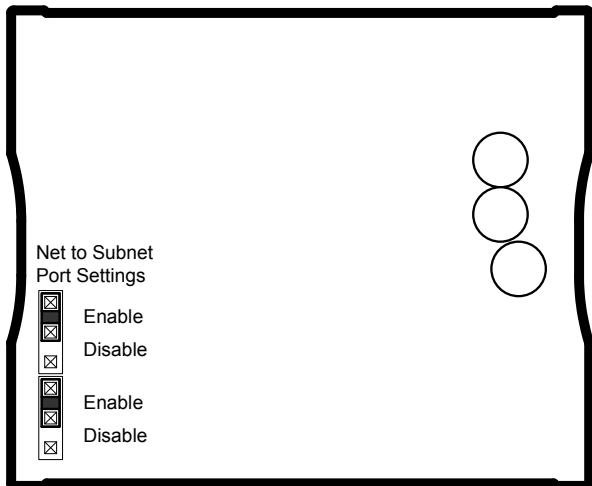 Net to Subnet
Port Settings
Enable
Disable
Enable
Disable